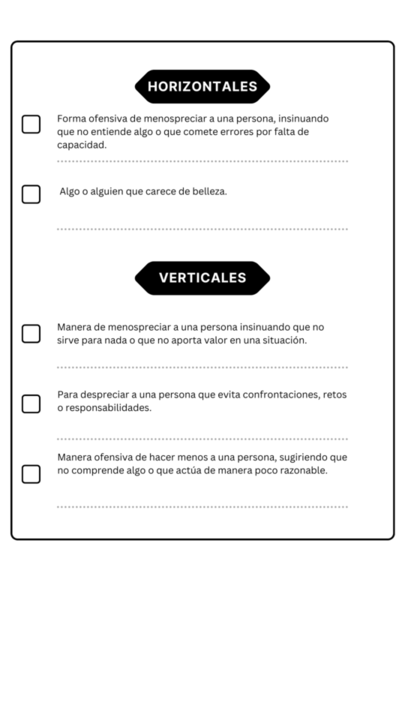 HORIZONTALES
Forma ofensiva de menospreciar a una persona, insinuando
que no entiende algo o que comete errores por falta de
capacidad.
Algo o alguien que carece de belleza.
VERTICALES
Manera de menospreciar a una persona insinuando que no
sirve para nada o que no aporta valor en una situación.
Para despreciar a una persona que evita confrontaciones, retos
o responsabilidades.
Manera ofensiva de hacer menos a una persona, sugiriendo que
no comprende algo o que actúa de manera poco razonable.